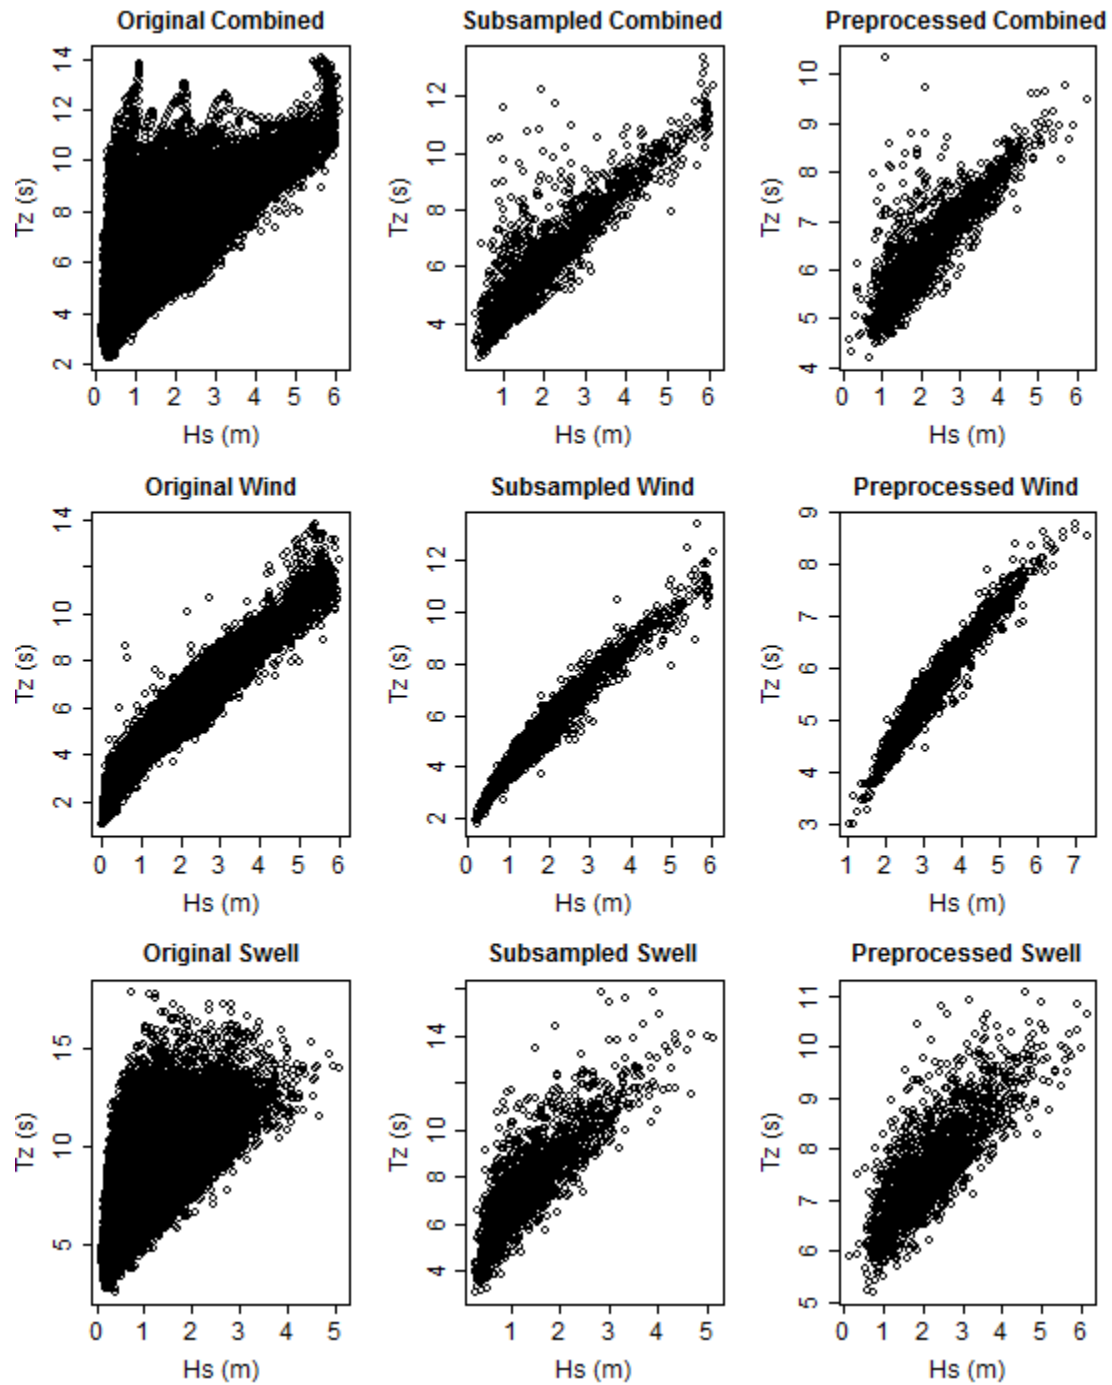 Original Combined
Subsampled Combined
Preprocessed Combined
Tz (s)
14
12
10
8
6
4
2
0 1 2 3 4 5 6
Hs (m)
Tz (s)
12
10
8
6
4
1 2 3 4 5 6
Hs (m)
Tz (s)
10
9
8
7
6
5
4
0 1 2 3 4 5 6
Hs (m)
Original Wind
Subsampled Wind
Preprocessed Wind
Tz (s)
14
10
8
6
4
2
0 1 2 3 4 5 6
Hs (m)
Tz (s)
12
10
8
6
4
2
0 1 2 3 4 5 6
Hs (m)
Tz (s)
9
8
7
6
5
4
3
1 2 3 4 5 6 7
Hs (m)
Original Swell
Subsampled Swell
Preprocessed Swell
Tz (s)
15
10
5
0 1 2 3 4 5
Hs (m)
Tz (s)
14
10
8
6
4
1 2 3 4 5
Hs (m)
Tz (s)
11
10
9
8
7
6
5
0 1 2 3 4 5 6
Hs (m)